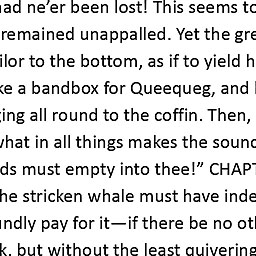 had ne’er been lost! This seems to
remained unappalled. Yet the gre
ilor to the bottom, as if to yield h
ke a bandbox for Queequeg, and
ing all round to the coffin. Then,
what in all things makes the sound
ds must empty into thee!” CHAPT
he stricken whale must have inde
ndly pay for it—if there be no oth
k, but without the least quivering